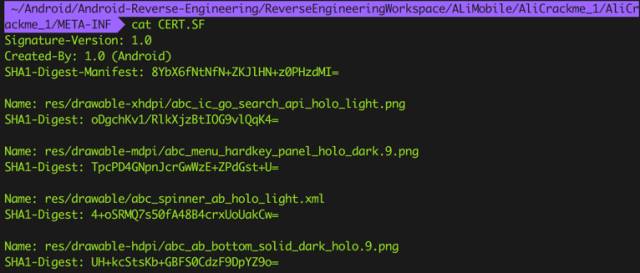 ~/Android/Android-Reverse-Engineering/ReverseEngineeringWorkspace/ALiMobile/AliCrackme_1/AliCr
ackme_1/META-INF cat CERT.SF
Signature-Version: 1.0
Created-By: 1.0 (Android)
SHA1-Digest-Manifest: 8YbX6fNtNfN+ZKJlHN+z0PHzdMI=
Name: res/drawable-xhdpi/abc_ic_go_search_api_holo_light.png
SHA1-Digest: oDgchKv1/RlkXjzBtIOG9vlQqK4=
Name: res/drawable-mdpi/abc_menu_hardkey_panel_holo_dark.9.png
SHA1-Digest: TpcPD4GNpnJcrGwWzE+ZPdGst+U=
Name: res/drawable/abc_spinner_ab_holo_light.xml
SHA1-Digest: 4+oSRMQ7s50fA48B4crxUoUakCw=
Name: res/drawable-hdpi/abc_ab_bottom_solid_dark_holo.9.png
SHA1-Digest: UH+kcStsKb+GBFS0CdzF9DpYZ9o=